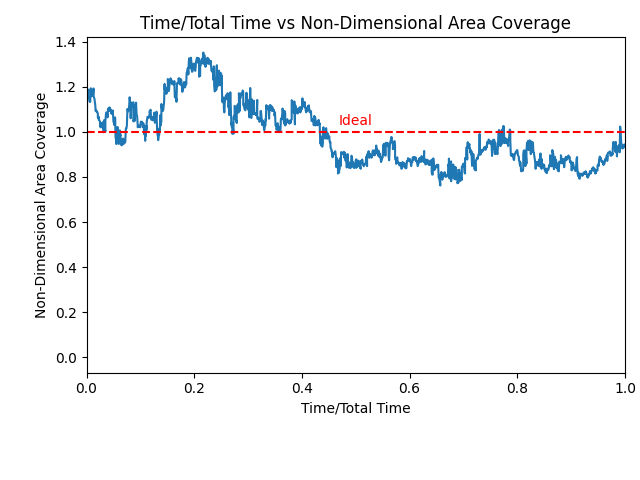 Time/Total Time vs Non-Dimensional Area Coverage
1.4
1.2
1.0
0.8
0.6
0.4
0.2
0.0
Non-Dimensional Area Coverage
Ideal
0.0 0.2 0.4 0.6 0.8 1.0
Time/Total Time